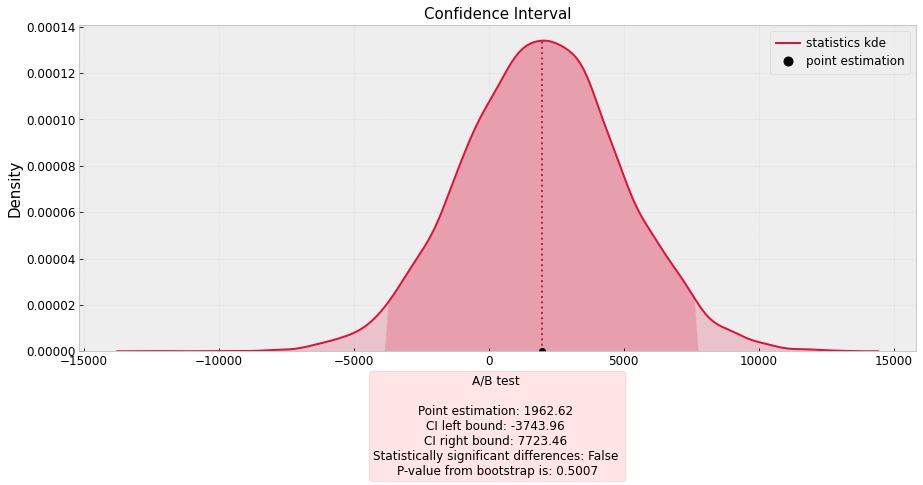 Confidence Interval
0.00014
0.00012
0.00010
0.00008
0.00006
0.00004
0.00002
0.00000
Density
statistics kde
point estimation
−15000
−10000
−5000
0
5000
10000
15000
A/B test
Point estimation: 1962.62
CI left bound: -3743.96
CI right bound: 7723.46
Statistically significant differences: False
P-value from bootstrap is: 0.5007